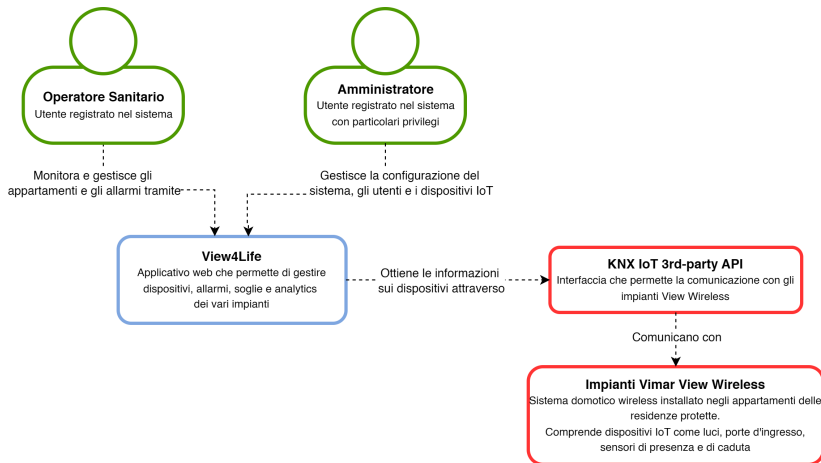 Operatore Sanitario
Utente registrato nel sistema
Amministratore
Utente registrato nel sistema
con particolari privilegi
Monitora e gestisce gli
appartamenti e gli allarmi tramite
Gestisce la configurazione del
sistema, gli utenti e i dispositivi IoT
View4Life
Applicativo web che permette di gestire
dispositivi, allarmi, soglie e analytics
dei vari impianti
Ottiene le informazioni
sui dispositivi attraverso
KNX IoT 3rd-party API
Interfaccia che permette la comunicazione con gli
impianti View Wireless
Comunicano con
Impianti Vimar View Wireless
Sistema domotico wireless installato negli appartamenti delle
residenze protette.
Comprende dispositivi IoT come luci, porte d'ingresso,
sensori di presenza e di caduta